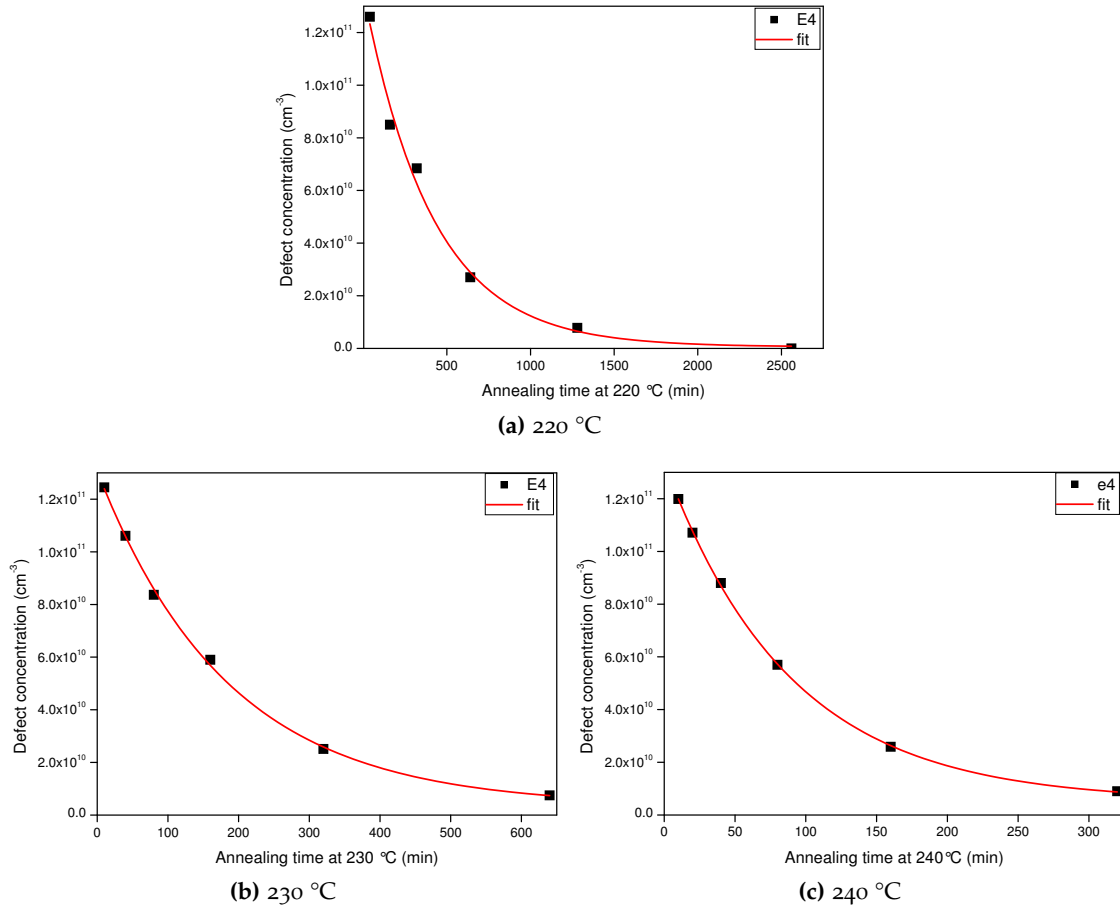 E4
fit
1.2x10¹¹
1.0x10¹¹
8.0x10¹⁰
6.0x10¹⁰
4.0x10¹⁰
2.0x10¹⁰
0.0
Defect concentration (cm⁻³)
500 1000 1500 2000 2500
Annealing time at 220 °C (min)
(a) 220 °C
E4
fit
1.2x10¹¹
1.0x10¹¹
8.0x10¹⁰
6.0x10¹⁰
4.0x10¹⁰
2.0x10¹⁰
0.0
Defect concentration (cm⁻³)
0 100 200 300 400 500 600
Annealing time at 230 °C (min)
(b) 230 °C
e4
fit
1.2x10¹¹
1.0x10¹¹
8.0x10¹⁰
6.0x10¹⁰
4.0x10¹⁰
2.0x10¹⁰
0.0
Defect concentration (cm⁻³)
0 50 100 150 200 250 300
Annealing time at 240°C (min)
(c) 240 °C